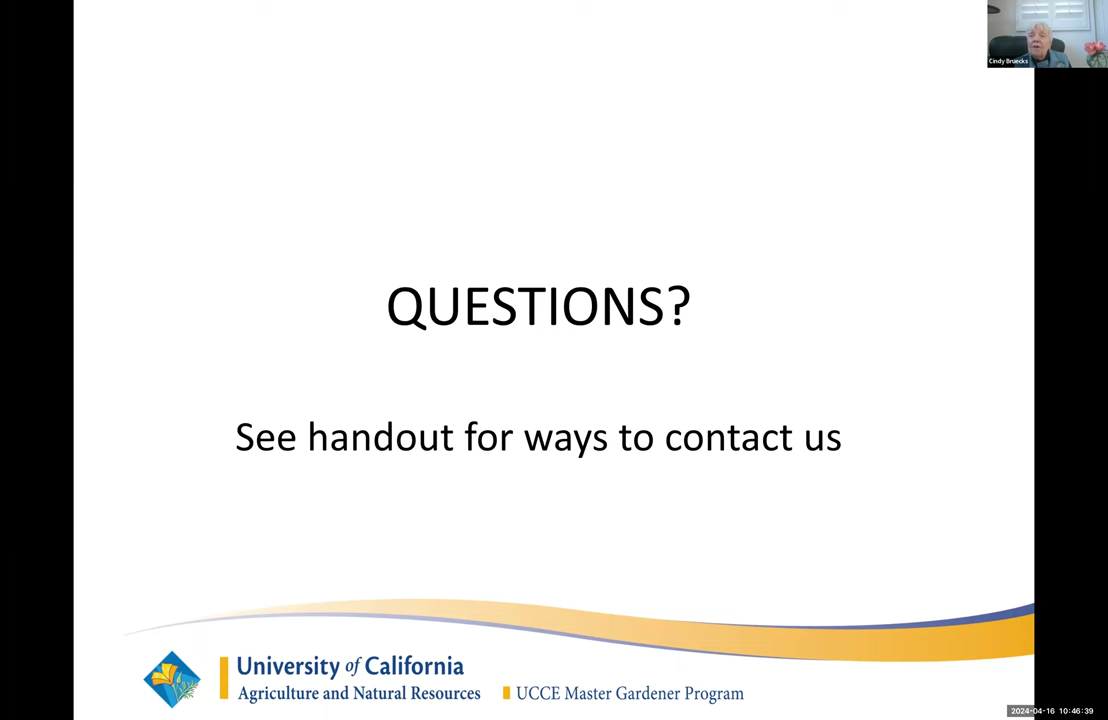 Cindy Bruecks
QUESTIONS?
See handout for ways to contact us
University of California
Agriculture and Natural Resources
UCCE Master Gardener Program
2024-04-16 10:46:39